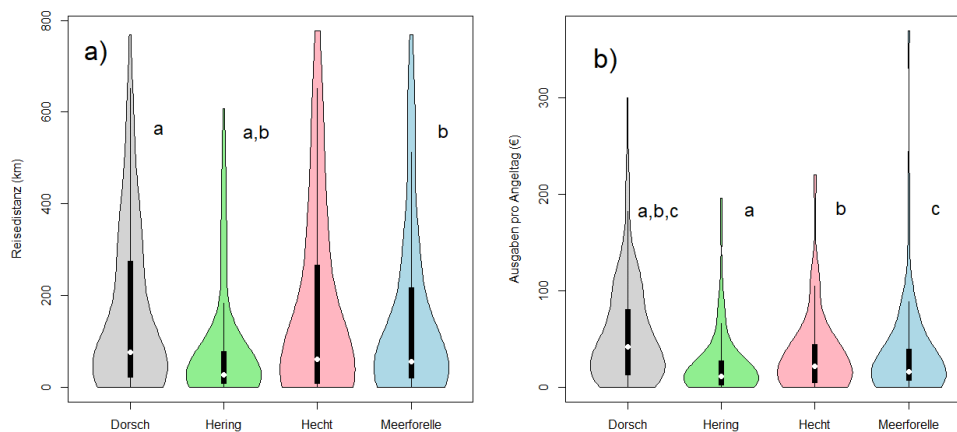 a)
Reisedistanz (km)
800
600
400
200
0
a
a,b
b
Dorsch Hering Hecht Meerforelle
b)
Ausgaben pro Angeltag (€)
300
200
100
0
a,b,c
a
b
c
Dorsch Hering Hecht Meerforelle